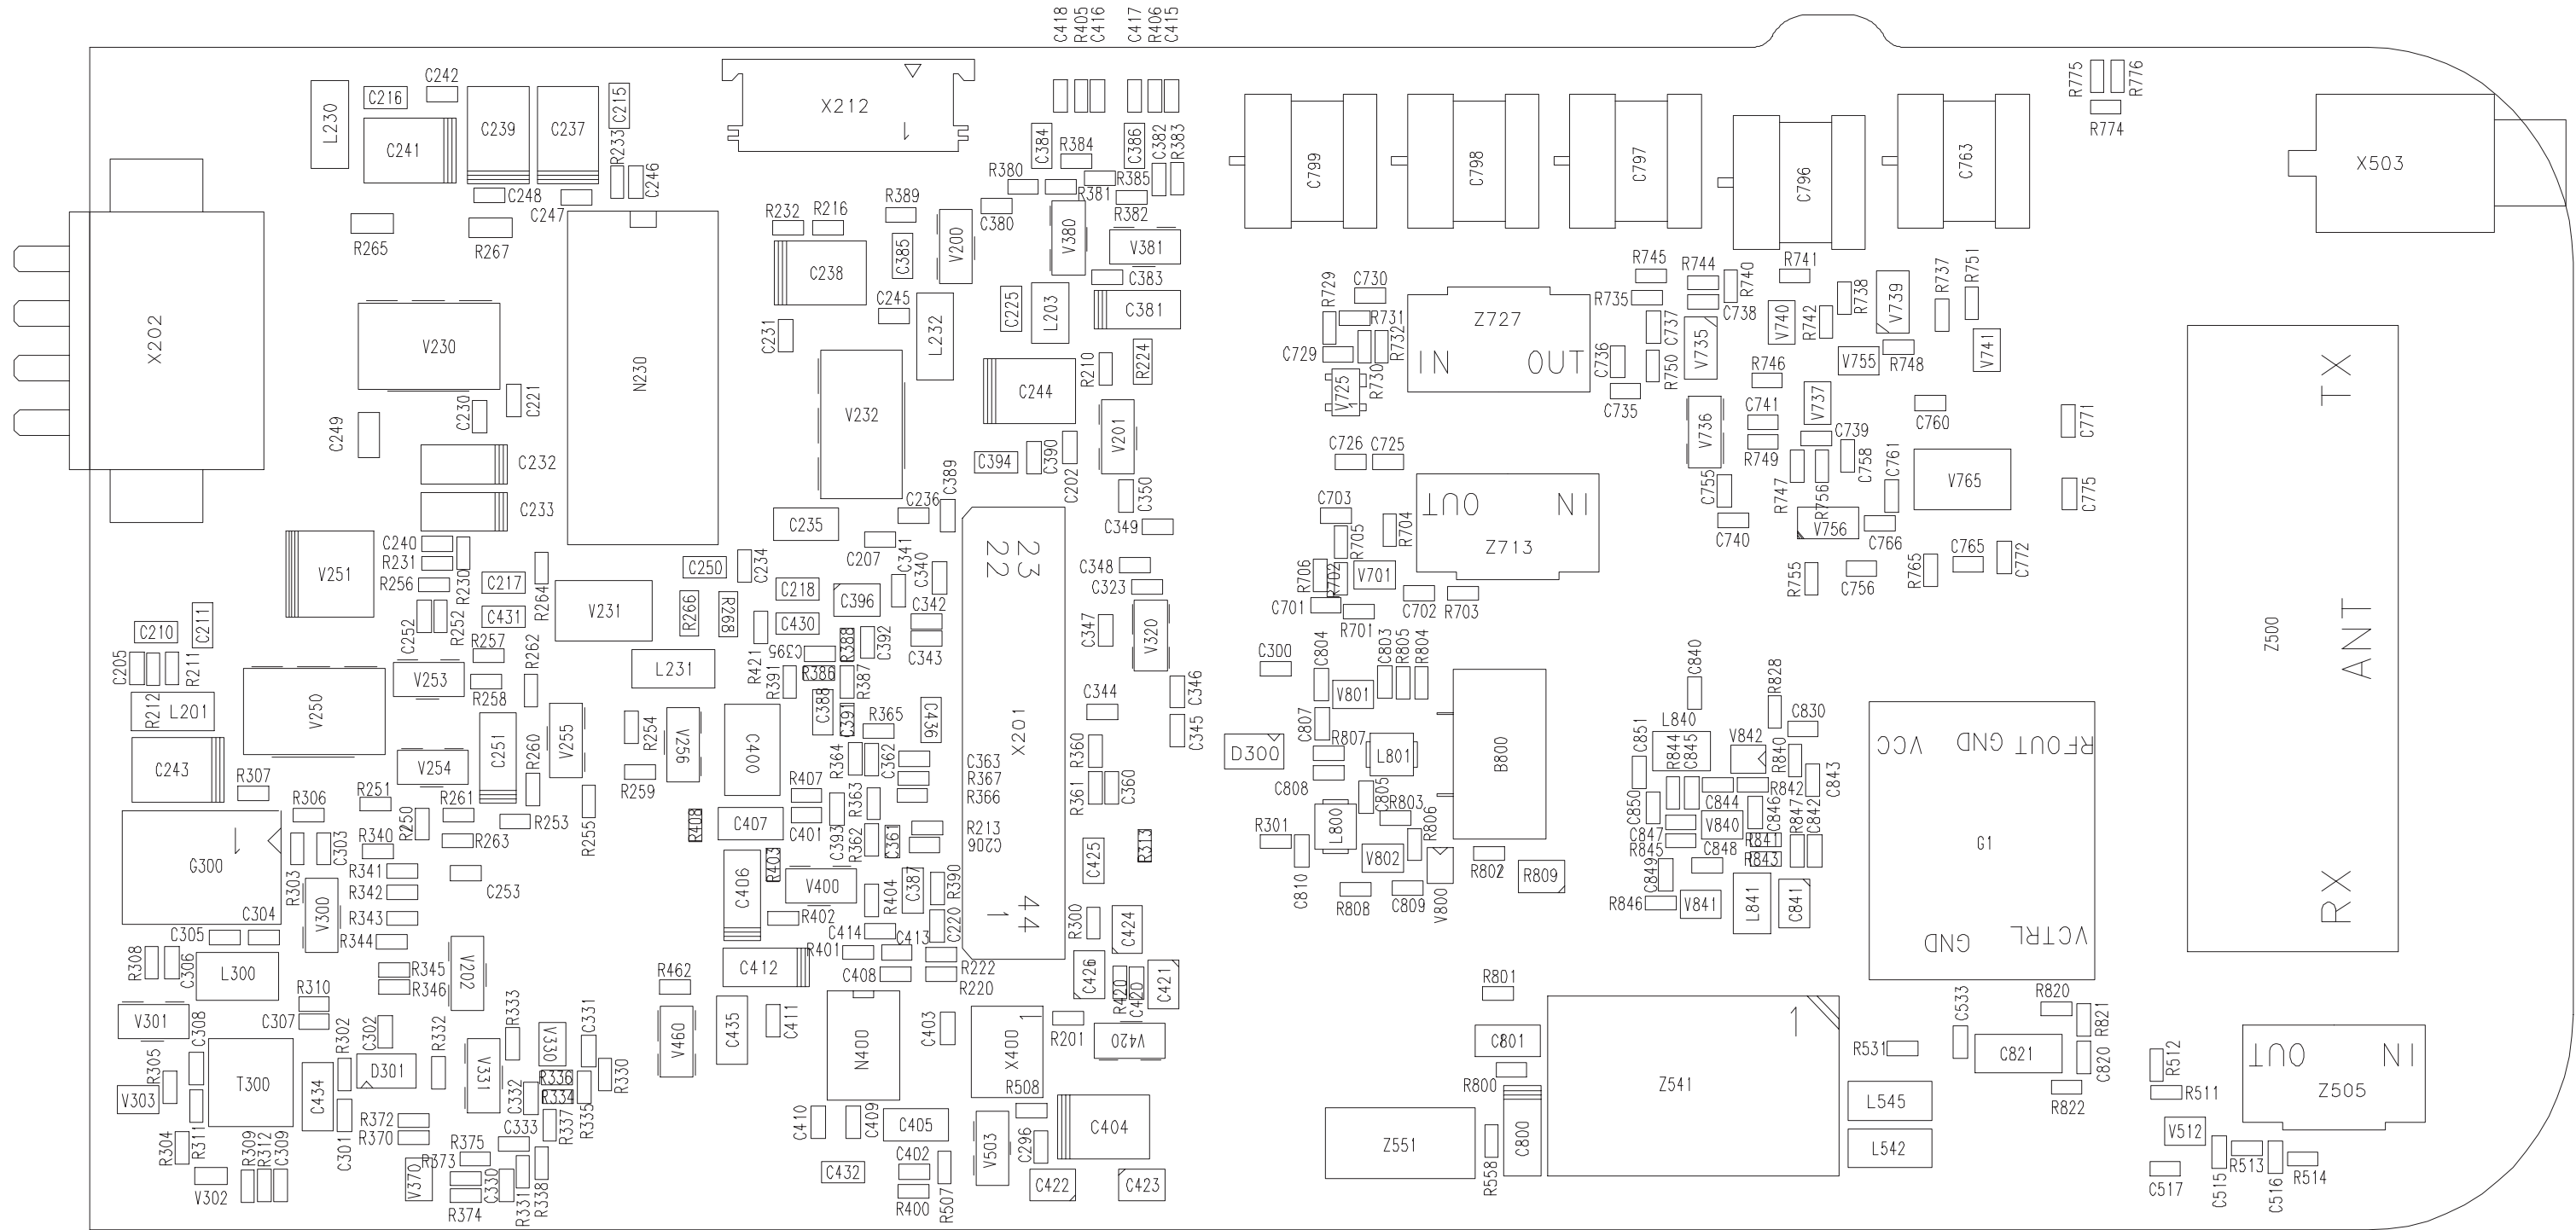 C418 R405 C416 C417 R406 C415
C242 C216 L230 C241 C239 C237 C215 R233 C246 X212 1
C384 R384 C386 C382 R383 R380 R385 R381 R382
C799 C798 C797 C796 C763
R775 R776 R774 X503
C248 C247 R265 R267
R232 R216 R389 C380 V200 V380 V381 C383
C238 C385 C245 L232 C225 L203 C381 C231
X202 V230 N230 V232 C244 R210 R224 V201
C230 C221 C249 C232 C233
C394 C390 C202 C350 C349 C389 C236 C235 C207
R729 C730 R731 R732 C729 R730 V725
Z727 IN OUT
R745 R744 R740 R741 R735 C738 C737 V735 C736 R750 C735
V740 R742 R738 V739 R737 R751 V755 R748 V741
R746 V737 C741 V736 R749 C739 C758 R747 R756 C755 C740
C760 C761 V765 C771 C775 V756 C766
C726 C725 C703 R704 R705
OUT IN Z713
R706 R702 V701 C701 R701 C702 R703
R755 C756 R765 C765 C772
V251 C240 R231 R256 R230 C217 C431 R264 V231
C250 C234 C218 C396 C341 C340 C430 C342 C343
R299 R298 R421 C395 R388 C392 R386 R387 R391
C348 C323 C347 V320 C346 C345 C344
C210 C211 C205 R212 R211 L201 C243
C252 R252 R257 R262 V253 R258 V250 V254 C251 R260 V255
L231 R254 V256 R259 C400 C388 C391 R365 C436
23 22 X201 44 1
R307 R306 R251 R250 R261 R253 R263 R255 R340
R364 C362 C363 R367 R366 R407 C401 C393 R363 R362 C361 R213 C206
R360 R361 C360 C425 R313
R408 C407 R403 C406 V400 R404 C387 R390 R402 C220
G300 1 R303 C303 V300 C304 C305
R341 R342 R343 R344 C253 R345 R346 V202
C414 C413 R401 C408 R222 R220 C412
R300 C424 C426 R420 C420 C421 V420 R201
R308 C306 L300 R310 C307 V301 C308 R305 V303
T300 C434 R302 C302 D301 R332 V331 R333 V330 C331 R330
R336 R334 C332 R335 R337 C333
R462 V490 C435 C411 N400 C403 X400 1
R304 R311 V302 R309 R312 C309 C301
R372 R370 R375 R373 V370 R374 C330 R331 R338
C410 C409 C405 C432 C402 R400 R507
R508 V503 C296 C404 C422 C423
C300 D300 R301 C804 C803 R805 R804 V801 C807 R807 L801 C808
C805 R803 R806 L800 V802 C810 R808 C809 V800
B800 R802 R809 R801 C801 R800 C800 R558 Z551
C840 R828 C830 C851 L840 R844 C845 V842 R840 C843
C850 C844 R842 C846 V840 R847 C842 C847 R845 R841 R843 C848
C849 R846 V841 L841 C841
VCC GND RFOUT G1 GND VCTRL
Z500 TX ANT RX
Z541 1 L545 L542 R531 C533 C821 R820 R821 C820 R822
R512 R511 V512 C517 C515 R513 C516 R514
OUT IN Z505